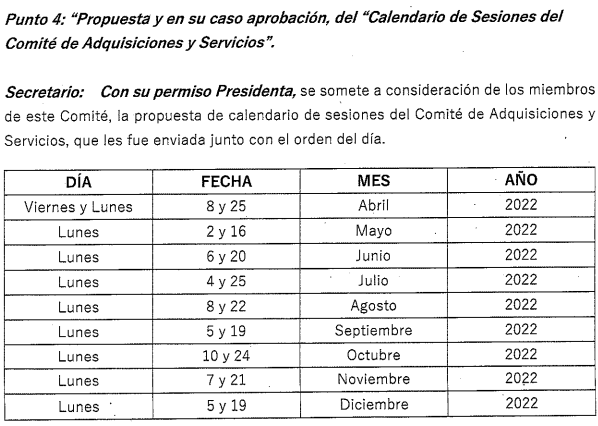 Punto 4: “Propuesta y en su caso aprobación, del “Calendario de Sesiones del
Comité de Adquisiciones y Servicios”.
Secretario: Con su permiso Presidenta, se somete a consideración de los miembros
de este Comité, la propuesta de calendario de sesiones del Comité de Adquisiciones y
Servicios, que les fue enviada junto con el orden del día.
DÍA FECHA MES AÑO
Viernes y Lunes 8 y 25 Abril 2022
Lunes 2 y 16 Mayo 2022
Lunes 6 y 20 Junio 2022
Lunes 4 y 25 Julio 2022
Lunes 8 y 22 Agosto 2022
Lunes 5 y 19 Septiembre 2022
Lunes 10 y 24 Octubre 2022
Lunes 7 y 21 Noviembre 2022
Lunes 5 y 19 Diciembre 2022